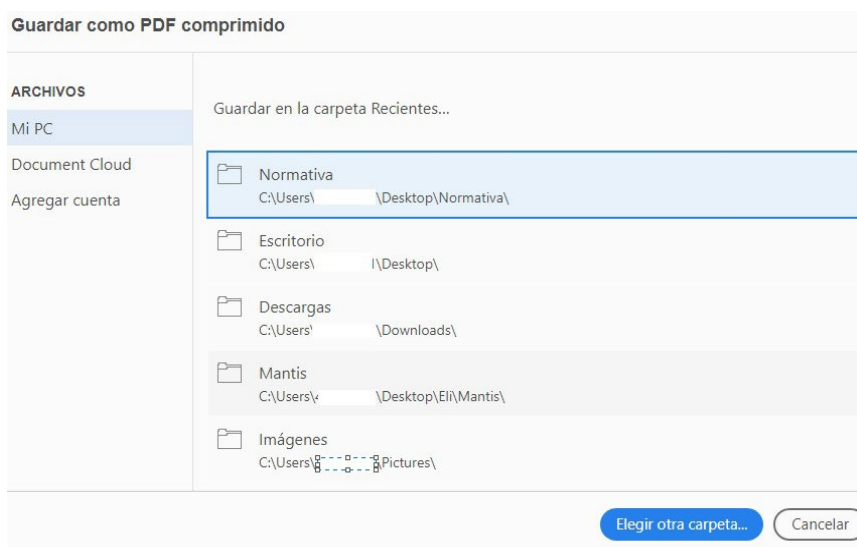 Guardar como PDF comprimido
ARCHIVOS
Mi PC
Document Cloud
Agregar cuenta
Guardar en la carpeta Recientes...
Normativa
C:\Users\ \Desktop\Normativa\
Escritorio
C:\Users\ \Desktop\
Descargas
C:\Users \Downloads\
Mantis
C:\Users\ \Desktop\Eli\Mantis\
Imágenes
C:\Users\ \Pictures\
Elegir otra carpeta...
Cancelar